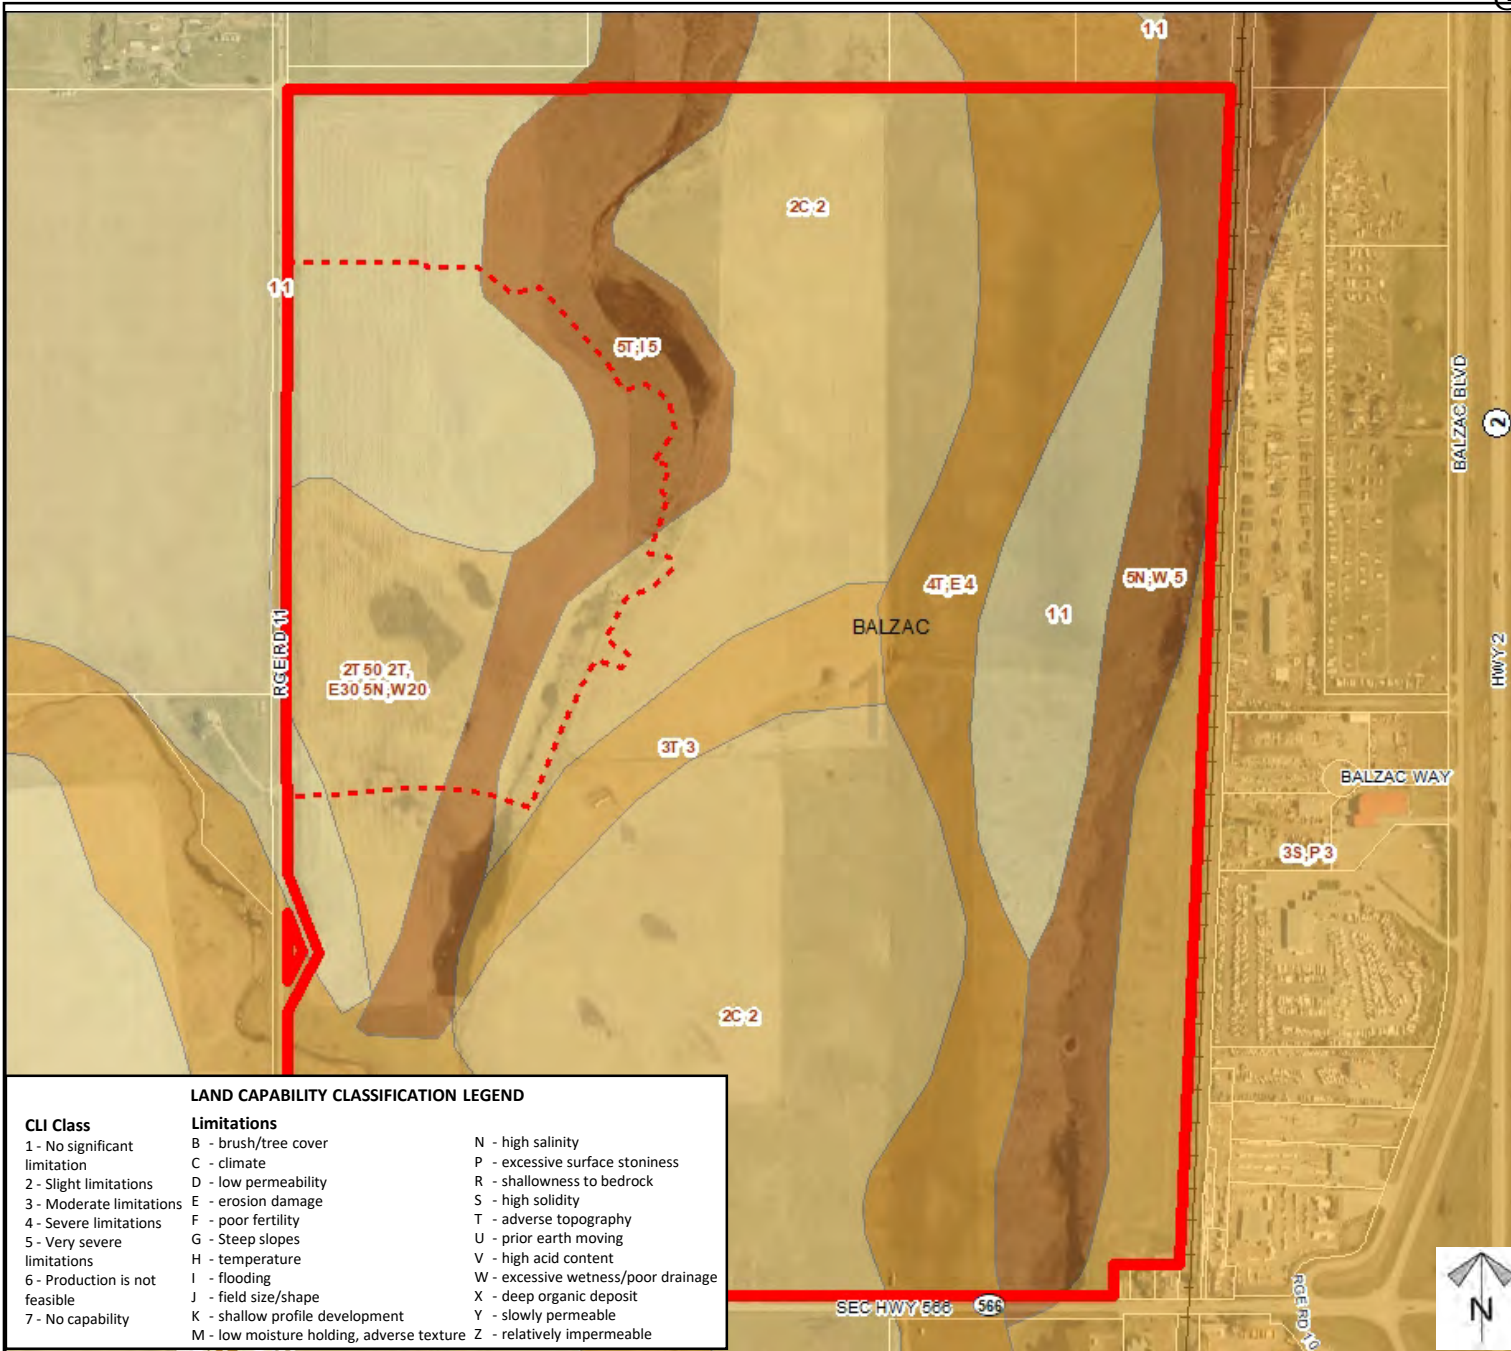 11
2C 2
11
5T,I 5
BALZAC BLVD
2
4T,E 4
5N,W 5
11
BALZAC
RGE RD 11
HWY 2
2T 50 2T,
E30 5N,W20
1
3T 3
BALZAC WAY
3S,P 3
2C 2
SEC HWY 566
566
RGE RD 10
N
LAND CAPABILITY CLASSIFICATION LEGEND
CLI Class
1 - No significant
limitation
2 - Slight limitations
3 - Moderate limitations
4 - Severe limitations
5 - Very severe
limitations
6 - Production is not
feasible
7 - No capability
Limitations
B - brush/tree cover
C - climate
D - low permeability
E - erosion damage
F - poor fertility
G - Steep slopes
H - temperature
I - flooding
J - field size/shape
K - shallow profile development
M - low moisture holding, adverse texture
N - high salinity
P - excessive surface stoniness
R - shallowness to bedrock
S - high solidity
T - adverse topography
U - prior earth moving
V - high acid content
W - excessive wetness/poor drainage
X - deep organic deposit
Y - slowly permeable
Z - relatively impermeable